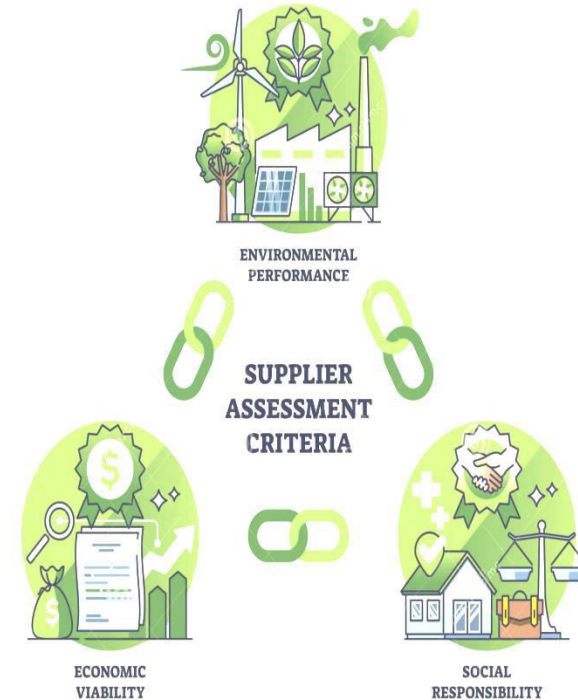 ENVIRONMENTAL
PERFORMANCE
SUPPLIER
ASSESSMENT
CRITERIA
$
$
ECONOMIC
VIABILITY
SOCIAL
RESPONSIBILITY